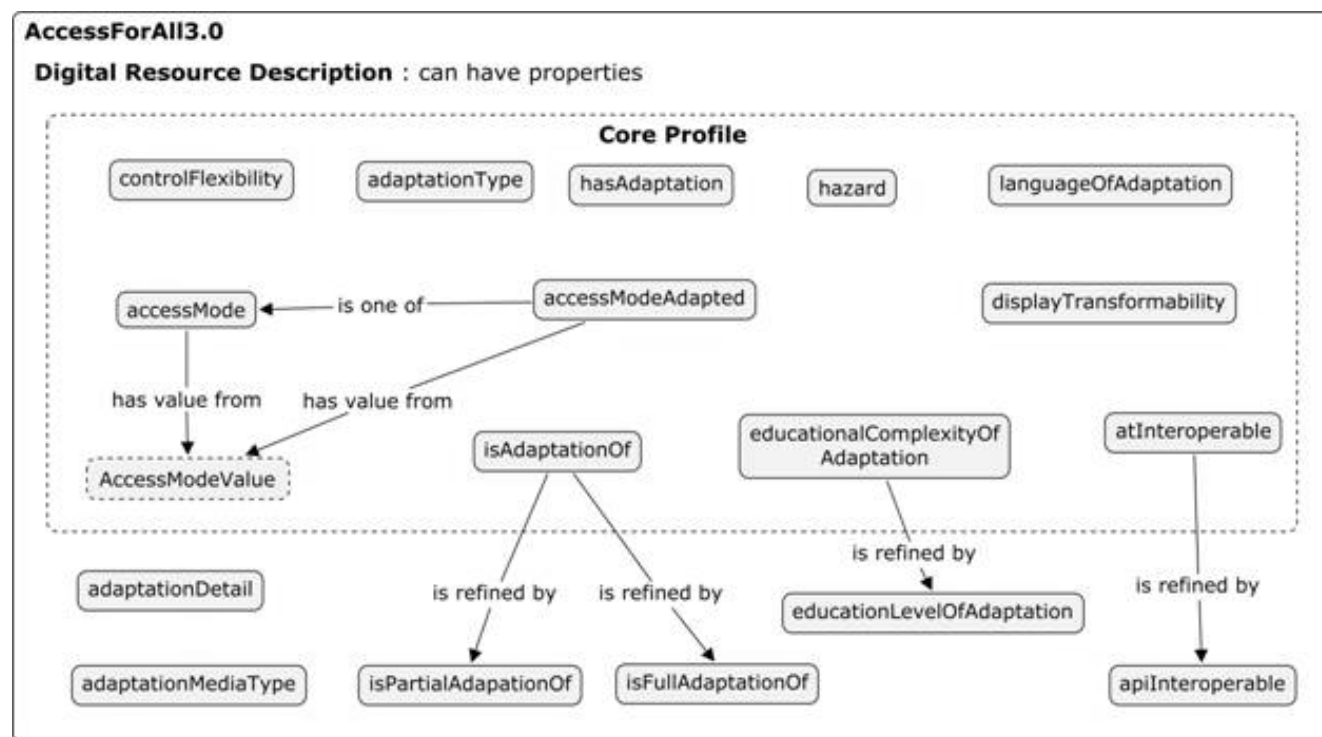 AccessForAll3.0
Digital Resource Description : can have properties
Core Profile
controlFlexibility
adaptationType
hasAdaptation
hazard
languageOfAdaptation
accessMode
is one of
accessModeAdapted
displayTransformability
has value from
has value from
AccessModeValue
isAdaptationOf
educationalComplexityOf
Adaptation
atInteroperable
adaptationDetail
is refined by
is refined by
is refined by
educationLevelOfAdaptation
is refined by
adaptationMediaType
isPartialAdapationOf
isFullAdaptationOf
apiInteroperable